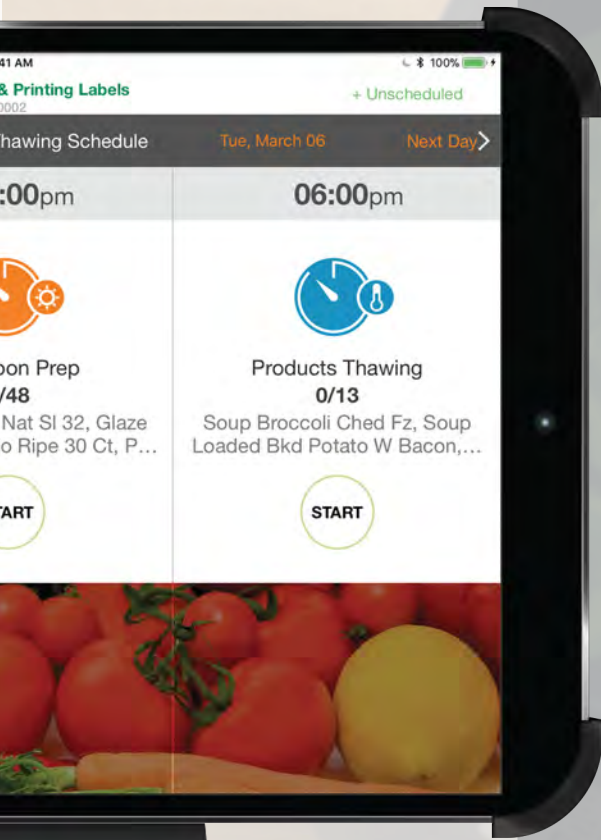 41 AM 100%
& Printing Labels
0002
+ Unscheduled
hawing Schedule Tue, March 06 Next Day
:00pm 06:00pm
oon Prep
/48
Nat Sl 32, Glaze
o Ripe 30 Ct, P...
TART
Products Thawing
0/13
Soup Broccoli Ched Fz, Soup
Loaded Bkd Potato W Bacon,...
START